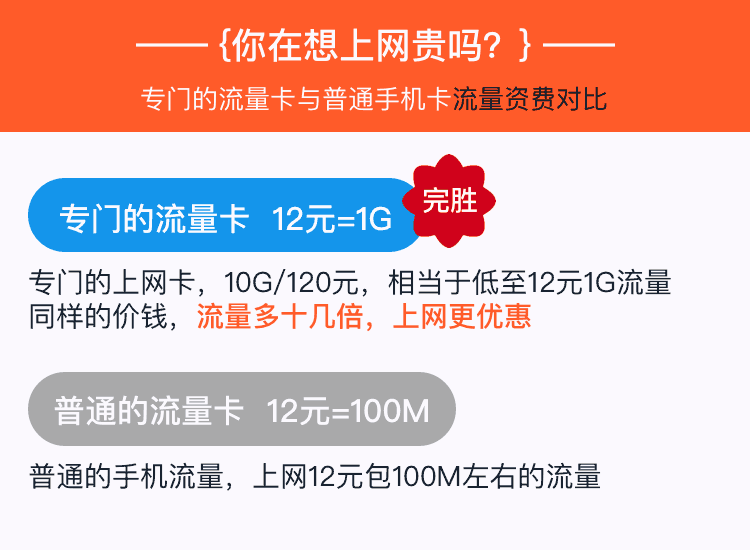 {你在想上网贵吗？}
专门的流量卡与普通手机卡流量资费对比
专门的流量卡 12元=1G
完胜
专门的上网卡，10G/120元，相当于低至12元1G流量
同样的价钱，流量多十几倍，上网更优惠
普通的流量卡 12元=100M
普通的手机流量，上网12元包100M左右的流量